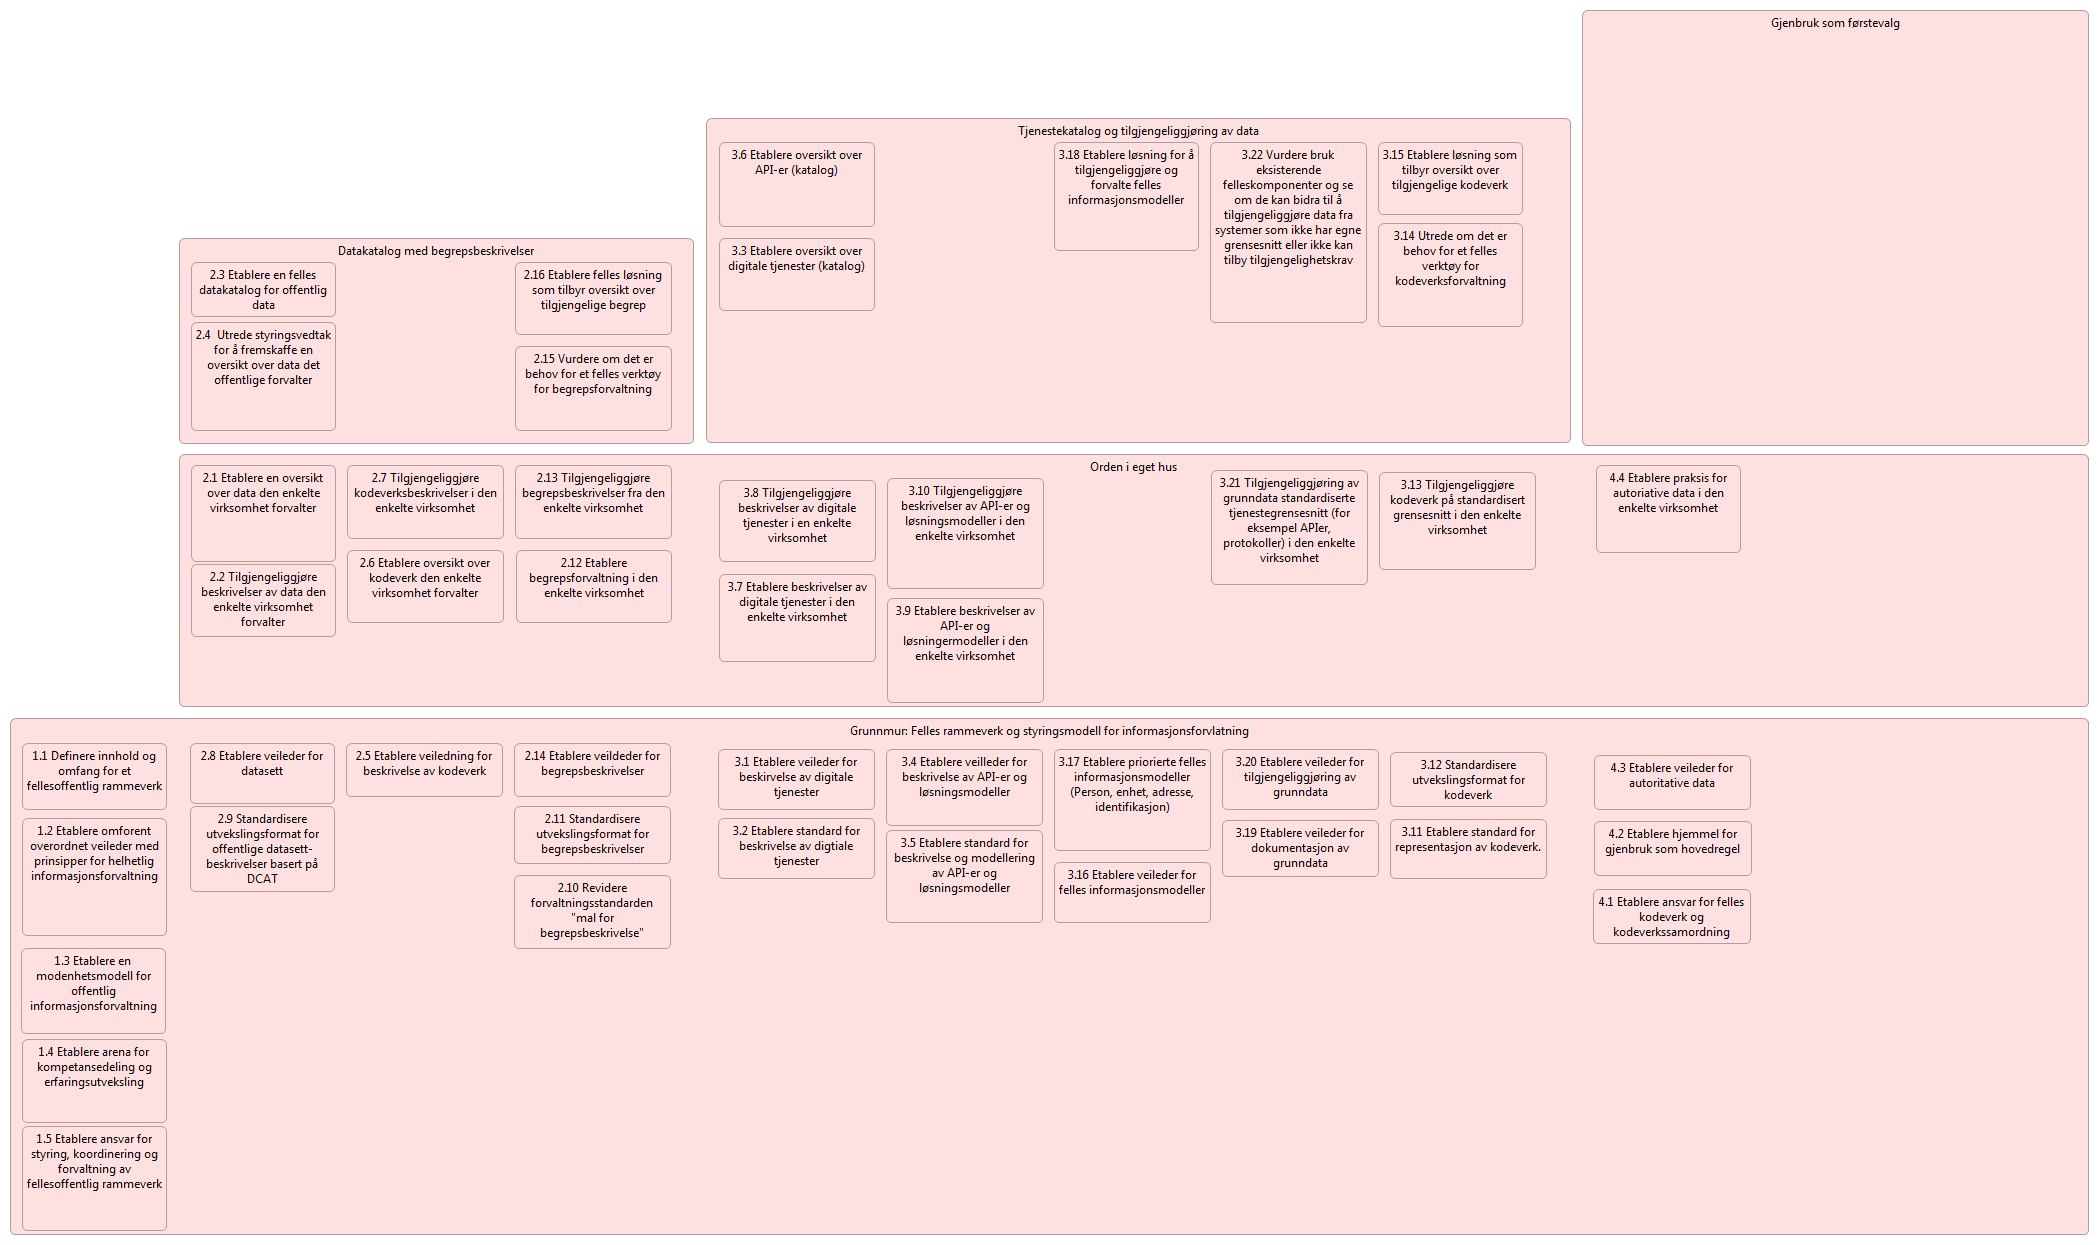 Gjenbruk som førstevalg
Tjenestekatalog og tilgjengeliggjøring av data
3.6 Etablere oversikt over
API-er (katalog)
3.3 Etablere oversikt over
digitale tjenester (katalog)
3.18 Etablere løsning for å
tilgjengeliggjøre og
forvalte felles
informasjonsmodeller
3.22 Vurdere bruk
eksisterende
felleskomponenter og se
om de kan bidra til å
tilgjengeliggjøre data fra
systemer som ikke har egne
grensesnitt eller ikke kan
tilby tilgjengelighetskrav
3.15 Etablere løsning som
tilbyr oversikt over
tilgjengelige kodeverk
3.14 Utrede om det er
behov for et felles
verktøy for
kodeverksforvaltning
Datakatalog med begrepsbeskrivelser
2.3 Etablere en felles
datakatalog for offentlig
data
2.4  Utrede styringsvedtak
for å fremskaffe en
oversikt over data det
offentlige forvalter
2.16 Etablere felles løsning
som tilbyr oversikt over
tilgjengelige begrep
2.15 Vurdere om det er
behov for et felles verktøy
for begrepsforvaltning
Orden i eget hus
2.1 Etablere en oversikt
over data den enkelte
virksomhet forvalter
2.2 Tilgjengeliggjøre
beskrivelser av data den
enkelte virksomhet
forvalter
2.7 Tilgjengeliggjøre
kodeverksbeskrivelser i den
enkelte virksomhet
2.6 Etablere oversikt over
kodeverk den enkelte
virksomhet forvalter
2.13 Tilgjengeliggjøre
begrepsbeskrivelser fra den
enkelte virksomhet
2.12 Etablere
begrepsforvaltning i den
enkelte virksomhet
3.8 Tilgjengeliggjøre
beskrivelser av digitale
tjenester i en enkelte
virksomhet
3.7 Etablere beskrivelser av
digitale tjenester i den
enkelte virksomhet
3.10 Tilgjengeliggjøre
beskrivelser av API-er og
løsningsmodeller i den
enkelte virksomhet
3.9 Etablere beskrivelser av
API-er og
løsningermodeller i den
enkelte virksomhet
3.21 Tilgjengeliggjøring av
grunndata standardiserte
tjenestegrensesnitt (for
eksempel APIer,
protokoller) i den enkelte
virksomhet
3.13 Tilgjengeliggjøre
kodeverk på standardisert
grensesnitt i den enkelte
virksomhet
4.4 Etablere praksis for
autoriative data i den
enkelte virksomhet
Grunnmur: Felles rammeverk og styringsmodell for informasjonsforvlatning
1.1 Definere innhold og
omfang for et
fellesoffentlig rammeverk
1.2 Etablere omforent
overordnet veileder med
prinsipper for helhetlig
informasjonsforvaltning
1.3 Etablere en
modenhetsmodell for
offentlig
informasjonsforvaltning
1.4 Etablere arena for
kompetansedeling og
erfaringsutveksling
1.5 Etablere ansvar for
styring, koordinering og
forvaltning av
fellesoffentlig rammeverk
2.8 Etablere veileder for
datasett
2.9 Standardisere
utvekslingsformat for
offentlige datasett-
beskrivelser basert på
DCAT
2.5 Etablere veiledning for
beskrivelse av kodeverk
2.14 Etablere veildeder for
begrepsbeskrivelser
2.11 Standardisere
utvekslingsformat for
begrepsbeskrivelser
2.10 Revidere
forvaltningsstandarden
"mal for
begrepsbeskrivelse"
3.1 Etablere veileder for
beskirvelse av digitale
tjenester
3.2 Etablere standard for
beskrivelse av digtiale
tjenester
3.4 Etablere veilleder for
beskrivelse av API-er og
løsningsmodeller
3.5 Etablere standard for
beskrivelse og modellering
av API-er og
løsningsmodeller
3.17 Etablere priorierte felles
informasjonsmodeller
(Person, enhet, adresse,
identifikasjon)
3.16 Etablere veileder for
felles informasjonsmodeller
3.20 Etablere veileder for
tilgjengeliggjøring av
grunndata
3.19 Etablere veileder for
dokumentasjon av
grunndata
3.12 Standardisere
utvekslingsformat for
kodeverk
3.11 Etablere standard for
representasjon av kodeverk.
4.3 Etablere veileder for
autoritative data
4.2 Etablere hjemmel for
gjenbruk som hovedregel
4.1 Etablere ansvar for felles
kodeverk og
kodeverkssamordning